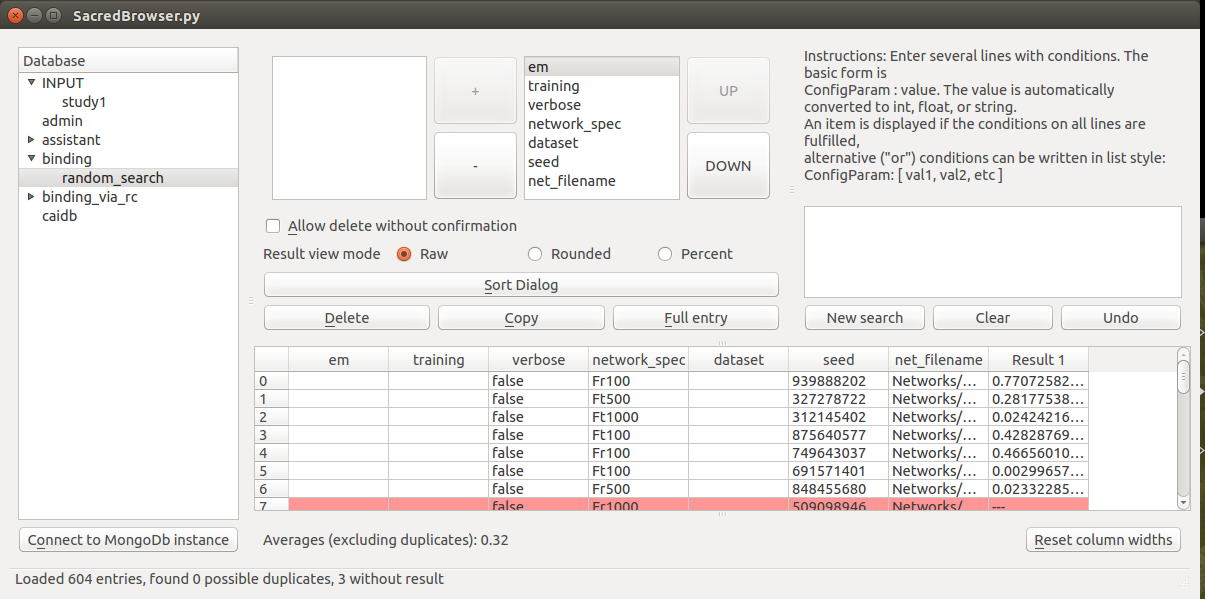 SacredBrowser.py
Database
INPUT
study1
admin
assistant
binding
random_search
binding_via_rc
caidb
+
-
em
training
verbose
network_spec
dataset
seed
net_filename
UP
DOWN
Instructions: Enter several lines with conditions. The
basic form is
ConfigParam : value. The value is automatically
converted to int, float, or string.
An item is displayed if the conditions on all lines are
fulfilled,
alternative ("or") conditions can be written in list style:
ConfigParam: [ val1, val2, etc ]
Allow delete without confirmation
Result view mode Raw Rounded Percent
Sort Dialog
Delete Copy Full entry
New search Clear Undo
em training verbose network_spec dataset seed net_filename Result 1
0 false Fr100 939888202 Networks/... 0.77072582...
1 false Ft500 327278722 Networks/... 0.28177538...
2 false Ft1000 312145402 Networks/... 0.02424216...
3 false Ft100 875640577 Networks/... 0.42828769...
4 false Fr100 749643037 Networks/... 0.46656010...
5 false Ft100 691571401 Networks/... 0.00299657...
6 false Fr500 848455680 Networks/... 0.02332285...
7 false Fr1000 509098946 Networks/ ---
Connect to MongoDb instance
Averages (excluding duplicates): 0.32
Reset column widths
Loaded 604 entries, found 0 possible duplicates, 3 without result